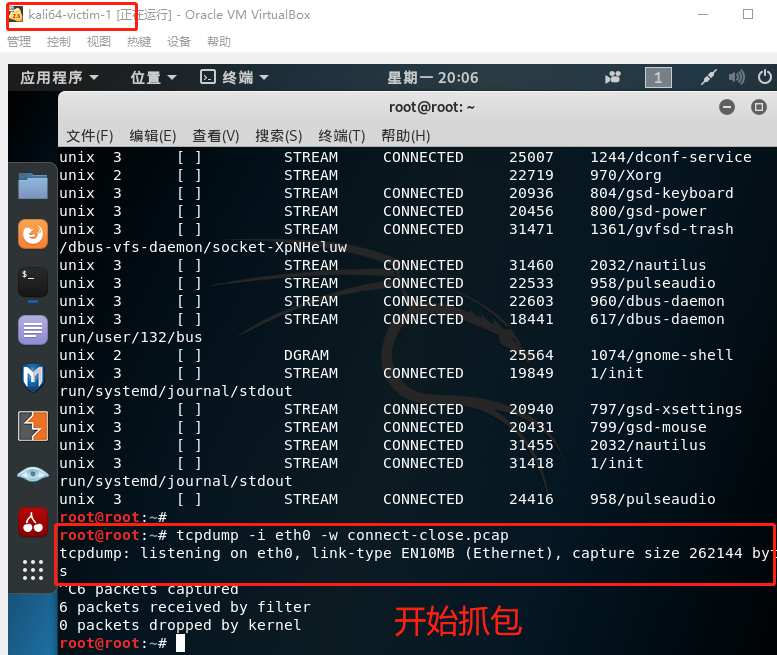 kali64-victim-1 [正在运行] - Oracle VM VirtualBox
管理 控制 视图 热键 设备 帮助
应用程序 位置 终端 星期一 20:06 1
root@root: ~
文件(F) 编辑(E) 查看(V) 搜索(S) 终端(T) 帮助(H)
unix 3 [ ] STREAM CONNECTED 25007 1244/dconf-service
unix 2 [ ] STREAM 22719 970/Xorg
unix 3 [ ] STREAM CONNECTED 20936 804/gsd-keyboard
unix 3 [ ] STREAM CONNECTED 20456 800/gsd-power
unix 3 [ ] STREAM CONNECTED 31471 1361/gvfsd-trash
/dbus-vfs-daemon/socket-XpNHeluw
unix 3 [ ] STREAM CONNECTED 31460 2032/nautilus
unix 3 [ ] STREAM CONNECTED 22533 958/pulseaudio
unix 3 [ ] STREAM CONNECTED 22603 960/dbus-daemon
unix 3 [ ] STREAM CONNECTED 18441 617/dbus-daemon
run/user/132/bus
unix 2 [ ] DGRAM 25564 1074/gnome-shell
unix 3 [ ] STREAM CONNECTED 19849 1/init
run/systemd/journal/stdout
unix 3 [ ] STREAM CONNECTED 20940 797/gsd-xsettings
unix 3 [ ] STREAM CONNECTED 20431 799/gsd-mouse
unix 3 [ ] STREAM CONNECTED 31455 2032/nautilus
unix 3 [ ] STREAM CONNECTED 31418 1/init
run/systemd/journal/stdout
unix 3 [ ] STREAM CONNECTED 24416 958/pulseaudio
root@root:~#
root@root:~# tcpdump -i eth0 -w connect-close.pcap
tcpdump: listening on eth0, link-type EN10MB (Ethernet), capture size 262144 byt
s
^C6 packets captured
6 packets received by filter
0 packets dropped by kernel
root@root:~#
开始抓包